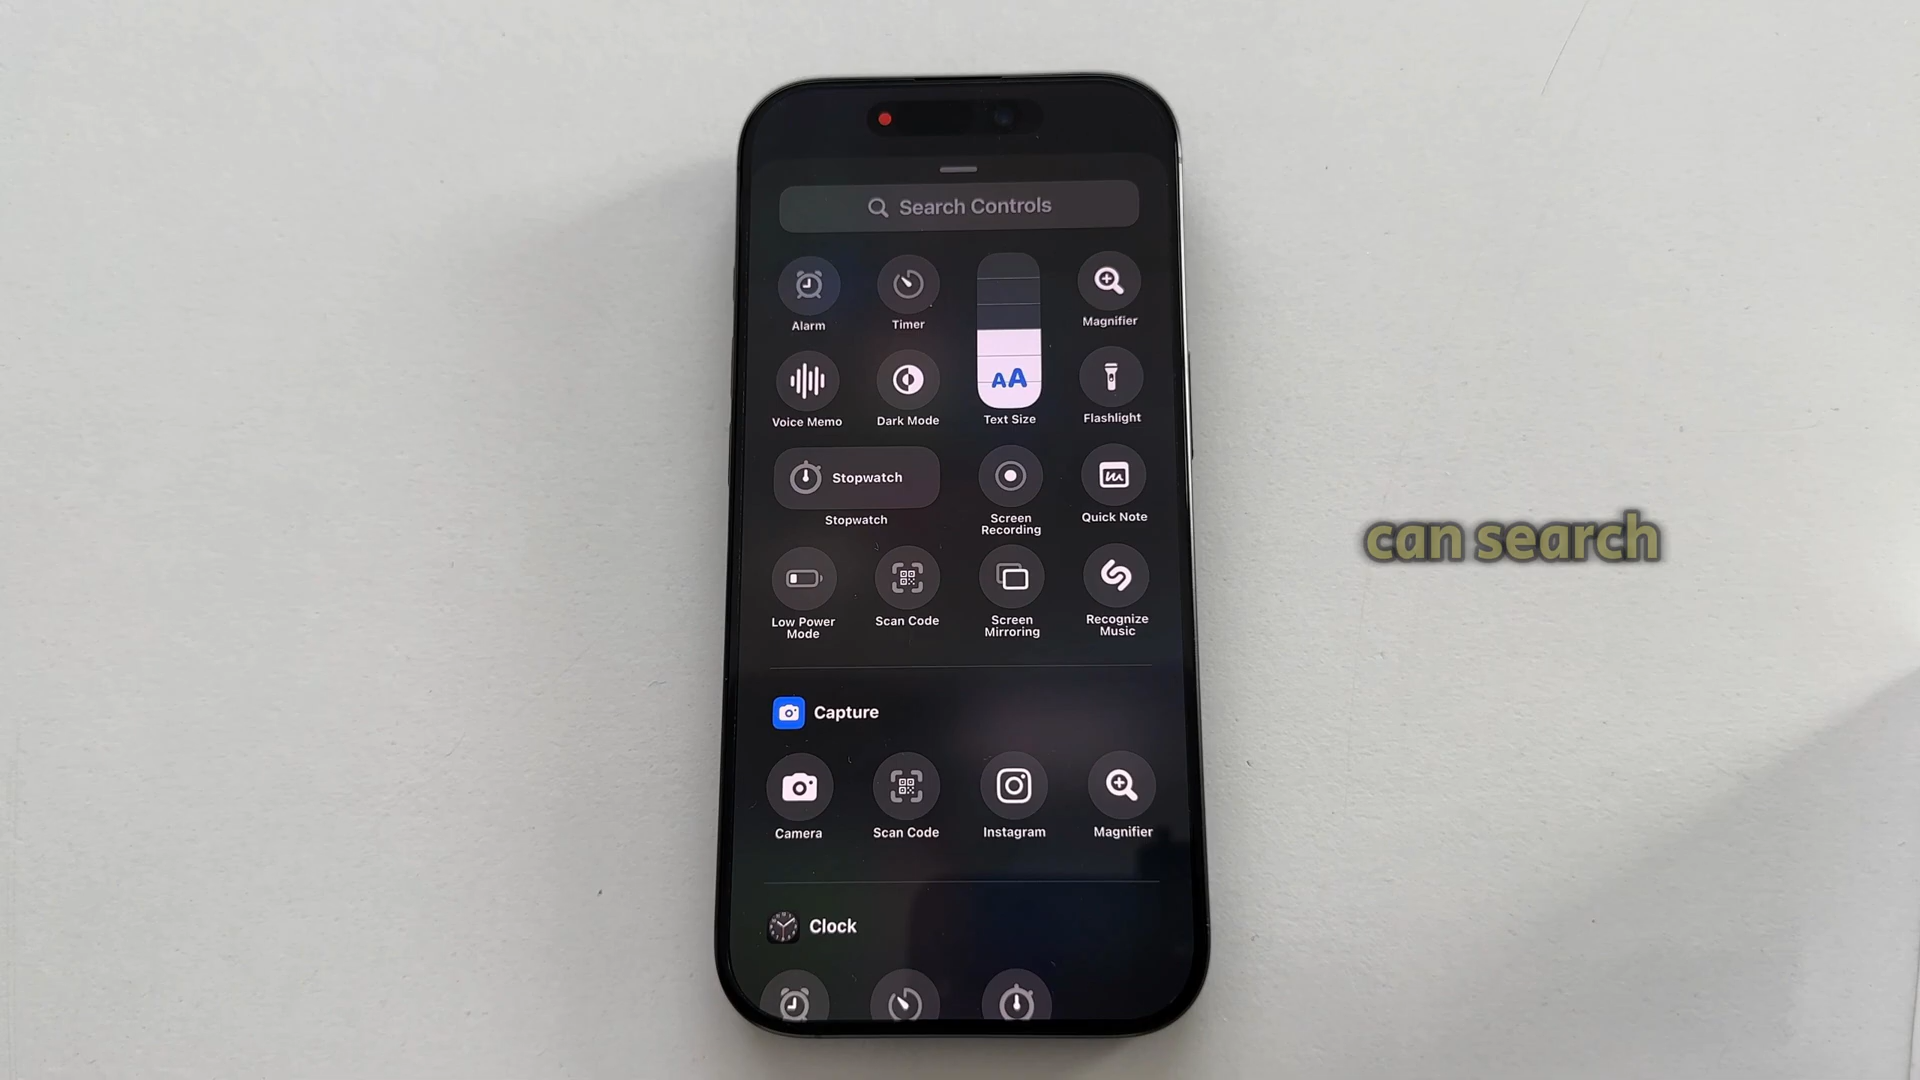 Search Controls
Alarm
Timer
Magnifier
Voice Memo
Dark Mode
AA
Text Size
Flashlight
Stopwatch
Stopwatch
Screen
Recording
Quick Note
Low Power
Mode
Scan Code
Screen
Mirroring
Recognize
Music
can search
Capture
Camera
Scan Code
Instagram
Magnifier
Clock